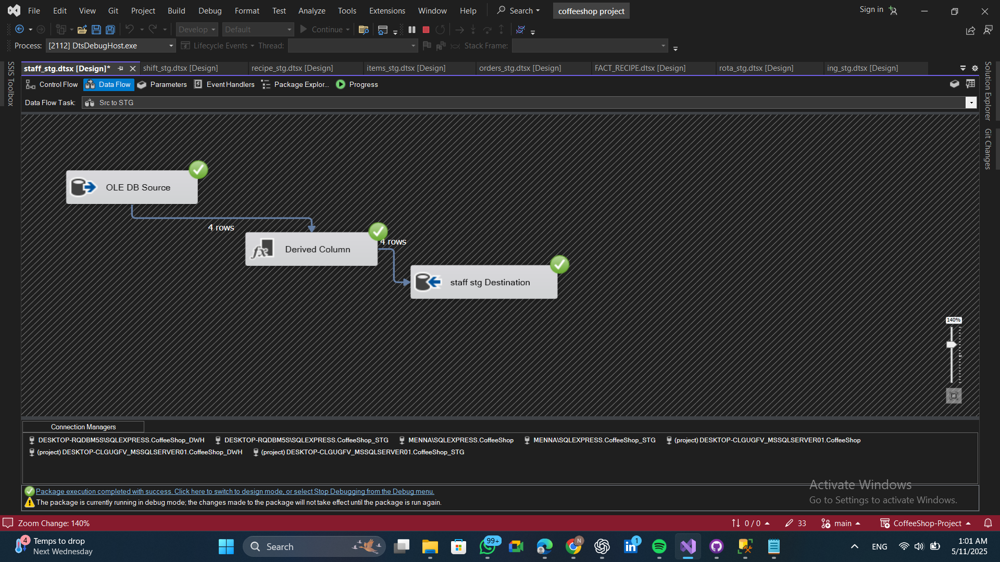 File Edit View Git Project Build Debug Format Test Analyze Tools Extensions Window Help Search coffeeshop project Sign in
Develop Default Continue
Process: [2112] DtsDebugHost.exe Lifecycle Events Thread: Stack Frame:
SSIS Toolbox
staff_stg.dtsx [Design]* shift_stg.dtsx [Design] recipe_stg.dtsx [Design] items_stg.dtsx [Design] orders_stg.dtsx [Design] FACT_RECIPE.dtsx [Design] rota_stg.dtsx [Design] ing_stg.dtsx [Design]
Solution Explorer
Git Changes
Control Flow Data Flow Parameters Event Handlers Package Explor... Progress
Data Flow Task: Src to STG
OLE DB Source
4 rows
Derived Column
4 rows
staff stg Destination
140%
Connection Managers
DESKTOP-RQDBM5S\SQLEXPRESS.CoffeeShop_DWH DESKTOP-RQDBM5S\SQLEXPRESS.CoffeeShop_STG MENNA\SQLEXPRESS.CoffeeShop MENNA\SQLEXPRESS.CoffeeShop_STG (project) DESKTOP-CLGUGFV_MSSQLSERVER01.CoffeeShop
(project) DESKTOP-CLGUGFV_MSSQLSERVER01.CoffeeShop_DWH (project) DESKTOP-CLGUGFV_MSSQLSERVER01.CoffeeShop_STG
Activate Windows
Go to Settings to activate Windows.
Package execution completed with success. Click here to switch to design mode, or select Stop Debugging from the Debug menu.
The package is currently running in debug mode; the changes made to the package will not take effect until the package is run again.
Zoom Change: 140% 0 / 0 33 main CoffeeShop-Project
4 Temps to drop
Next Wednesday
Search
99+
N
1
ENG
1:01 AM
5/11/2025